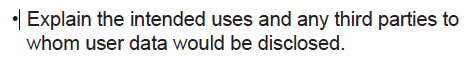 • Explain the intended uses and any third parties to
whom user data would be disclosed.